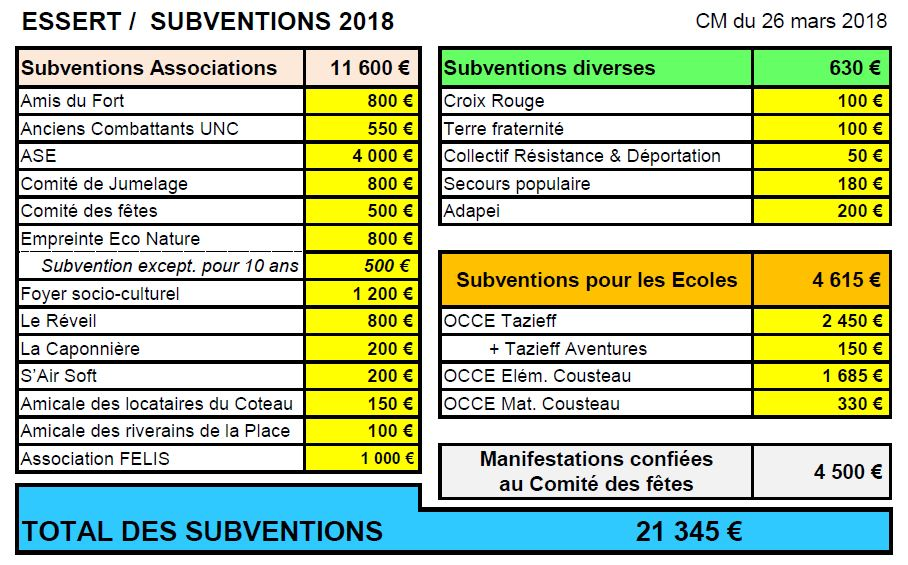 ESSERT / SUBVENTIONS 2018
CM du 26 mars 2018
Subventions Associations 11 600 €
Amis du Fort 800 €
Anciens Combattants UNC 550 €
ASE 4 000 €
Comité de Jumelage 800 €
Comité des fêtes 500 €
Empreinte Eco Nature 800 €
Subvention except. pour 10 ans 500 €
Foyer socio-culturel 1 200 €
Le Réveil 800 €
La Caponnière 200 €
S'Air Soft 200 €
Amicale des locataires du Coteau 150 €
Amicale des riverains de la Place 100 €
Association FELIS 1 000 €
Subventions diverses 630 €
Croix Rouge 100 €
Terre fraternité 100 €
Collectif Résistance & Déportation 50 €
Secours populaire 180 €
Adapei 200 €
Subventions pour les Ecoles 4 615 €
OCCE Tazieff 2 450 €
+ Tazieff Aventures 150 €
OCCE Elém. Cousteau 1 685 €
OCCE Mat. Cousteau 330 €
Manifestations confiées
au Comité des fêtes 4 500 €
TOTAL DES SUBVENTIONS 21 345 €